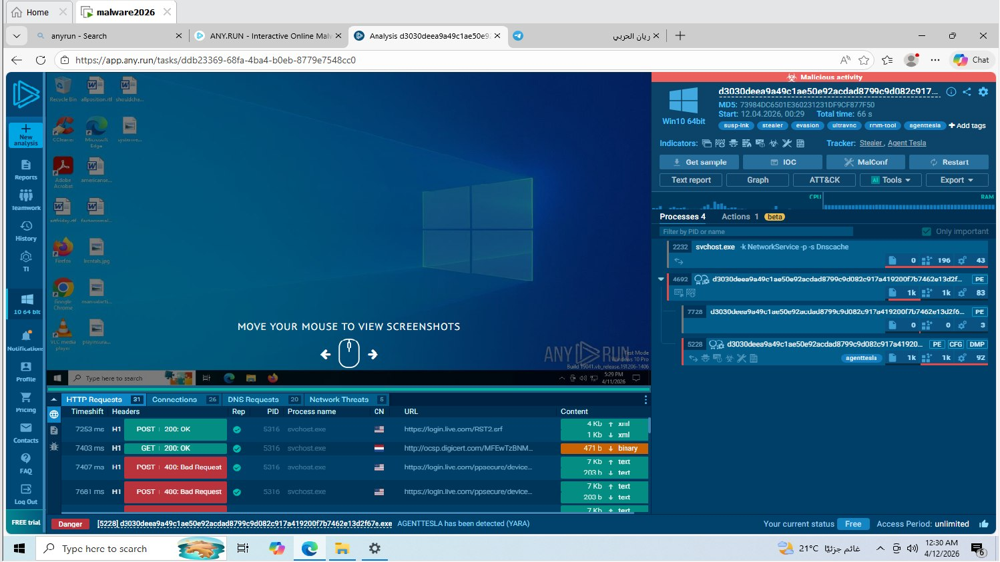 Home
malware2026
anyrun - Search
ANY.RUN - Interactive Online Malw
Analysis d3030deea9a49c1ae50e92
ريان الحربي
https://app.any.run/tasks/ddb23369-68fa-4ba4-b0eb-8779e7548cc0
Chat
New analysis
Reports
Teamwork
History
TI
10 64 bit
Notifications
Profile
Pricing
Contacts
FAQ
Log Out
FREE trial
Recycle Bin
allposition.rtf
shouldcha...
CCleaner
Microsoft Edge
systemre...
Adobe Acrobat
americanse...
artfriday.rtf
factorsmal...
Firefox
lrentals.jpg
Google Chrome
manualacti...
VLC media player
playinsura...
MOVE YOUR MOUSE TO VIEW SCREENSHOTS
ANY RUN
Test Mode
Windows 10 Pro
Build 19041.vb_release.191206-1406
Type here to search
5:29 PM
4/11/2026
Malicious activity
Win10 64bit
d3030deea9a49c1ae50e92acdad8799c9d082c917...
MD5: 73984DC6501E360231231DF9CF877F50
Start: 12.04.2026, 00:29 Total time: 66 s
susp-lnk stealer evasion ultravnc rmm-tool agenttesla Add tags
Indicators:
Tracker: Stealer, Agent Tesla
Get sample IOC MalConf Restart
Text report Graph ATT&CK AI Tools Export
CPU RAM
Processes 4 Actions 1 beta
Filter by PID or name Only important
2232 svchost.exe -k NetworkService -p -s Dnscache
0 196 43
4692 d3030deea9a49c1ae50e92acdad8799c9d082c917a419200f7b7462e13d2f... PE
1k 1k 83
7728 d3030deea9a49c1ae50e92acdad8799c9d082c917a419200f7b7462e13d2f6... PE
0 0 3
5228 d3030deea9a49c1ae50e92acdad8799c9d082c917a41920... PE CFG DMP
agenttesla 1k 1k 92
HTTP Requests 31 Connections 26 DNS Requests 20 Network Threats 5
Timeshift Headers Rep PID Process name CN URL Content
7253 ms H1 POST 200: OK 5316 svchost.exe https://login.live.com/RST2.srf 4 Kb xml
1 Kb xml
7403 ms H1 GET 200: OK 5316 svchost.exe http://ocsp.digicert.com/MFEwTzBNM... 471 b binary
7407 ms H1 POST 400: Bad Request 5316 svchost.exe https://login.live.com/ppsecure/device... 7 Kb text
203 b text
7681 ms H1 POST 400: Bad Request 5316 svchost.exe https://login.live.com/ppsecure/device... 7 Kb text
203 b text
7 Kb text
Danger [5228] d3030deea9a49c1ae50e92acdad8799c9d082c917a419200f7b7462e13d2f67e.exe AGENTTESLA has been detected (YARA)
Your current status Free Access Period: unlimited
Type here to search
21°C غائم جزئيًا
12:30 AM
4/12/2026
6